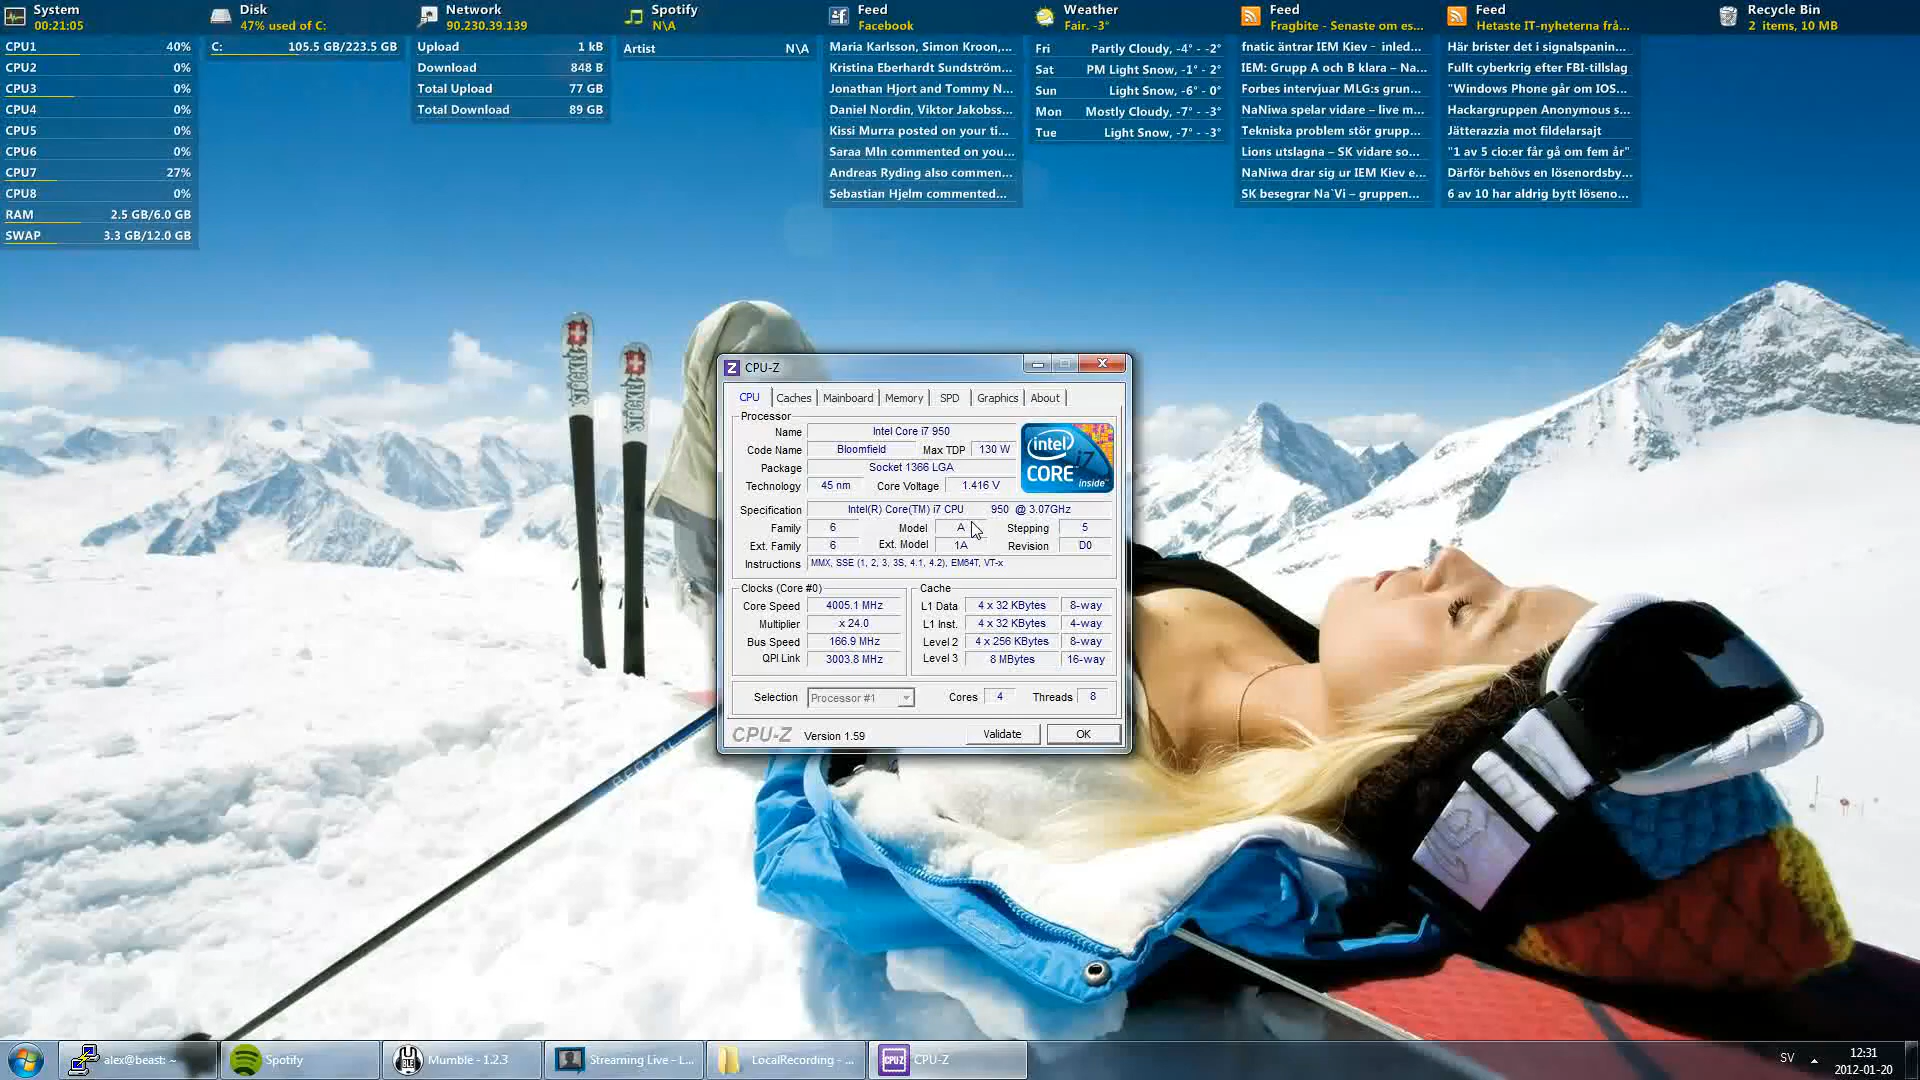 System
00:21:05
CPU1 40%
CPU2 0%
CPU3 0%
CPU4 0%
CPU5 0%
CPU6 0%
CPU7 27%
CPU8 0%
RAM 2.5 GB/6.0 GB
SWAP 3.3 GB/12.0 GB
Disk
47% used of C:
C: 105.5 GB/223.5 GB
Network
90.230.39.139
Upload 1 kB
Download 848 B
Total Upload 77 GB
Total Download 89 GB
Spotify
N\A
Artist N\A
Feed
Facebook
Maria Karlsson, Simon Kroon,...
Kristina Eberhardt Sundström...
Jonathan Hjort and Tommy N...
Daniel Nordin, Viktor Jakobss...
Kissi Murra posted on your ti...
Saraa Mln commented on you...
Andreas Ryding also commen...
Sebastian Hjelm commented...
Weather
Fair. -3°
Fri Partly Cloudy, -4° - -2°
Sat PM Light Snow, -1° - 2°
Sun Light Snow, -6° - 0°
Mon Mostly Cloudy, -7° - -3°
Tue Light Snow, -7° - -3°
Feed
Fragbite - Senaste om es...
fnatic äntrar IEM Kiev - inled...
IEM: Grupp A och B klara – Na...
Forbes intervjuar MLG:s grun...
NaNiwa spelar vidare – live m...
Tekniska problem stör grupp...
Lions utslagna – SK vidare so...
NaNiwa drar sig ur IEM Kiev e...
SK besegrar Na`Vi – gruppen...
Feed
Hetaste IT-nyheterna frå...
Här brister det i signalspanin...
Fullt cyberkrig efter FBI-tillslag
"Windows Phone går om IOS...
Hackargruppen Anonymous s...
Jätterazzia mot fildelarsajt
"1 av 5 cio:er får gå om fem år"
Därför behövs en lösenordsby...
6 av 10 har aldrig bytt löseno...
Recycle Bin
2 items, 10 MB
STÖCKLI
STÖCKLI
RENTAL
CPU-Z
CPU Caches Mainboard Memory SPD Graphics About
Processor
Name Intel Core i7 950
Code Name Bloomfield Max TDP 130 W
Package Socket 1366 LGA
Technology 45 nm Core Voltage 1.416 V
intel i7
CORE
inside™
Specification Intel(R) Core(TM) i7 CPU 950 @ 3.07GHz
Family 6 Model A Stepping 5
Ext. Family 6 Ext. Model 1A Revision D0
Instructions MMX, SSE (1, 2, 3, 3S, 4.1, 4.2), EM64T, VT-x
Clocks (Core #0)
Core Speed 4005.1 MHz
Multiplier x 24.0
Bus Speed 166.9 MHz
QPI Link 3003.8 MHz
Cache
L1 Data 4 x 32 KBytes 8-way
L1 Inst. 4 x 32 KBytes 4-way
Level 2 4 x 256 KBytes 8-way
Level 3 8 MBytes 16-way
Selection Processor #1 Cores 4 Threads 8
CPU-Z Version 1.59 Validate OK
alex@beast: ~
Spotify
Mumble - 1.2.3
Streaming Live - L...
LocalRecording - ...
CPU-Z
SV
12:31
2012-01-20